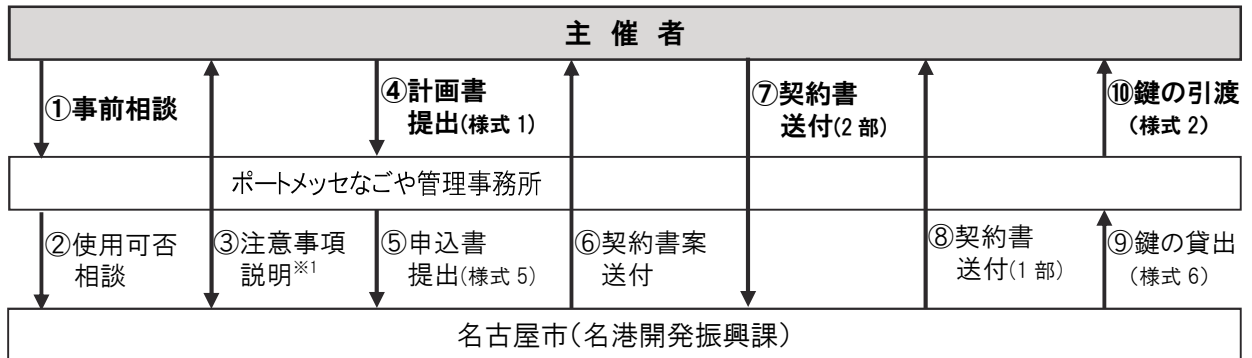 主 催 者
①事前相談
④計画書
提出(様式 1)
⑦契約書
送付(2 部)
⑩鍵の引渡
(様式 2)
ポートメッセなごや管理事務所
②使用可否
相談
③注意事項
説明※1
⑤申込書
提出(様式 5)
⑥契約書案
送付
⑧契約書
送付(1 部)
⑨鍵の貸出
(様式 6)
名古屋市(名港開発振興課)